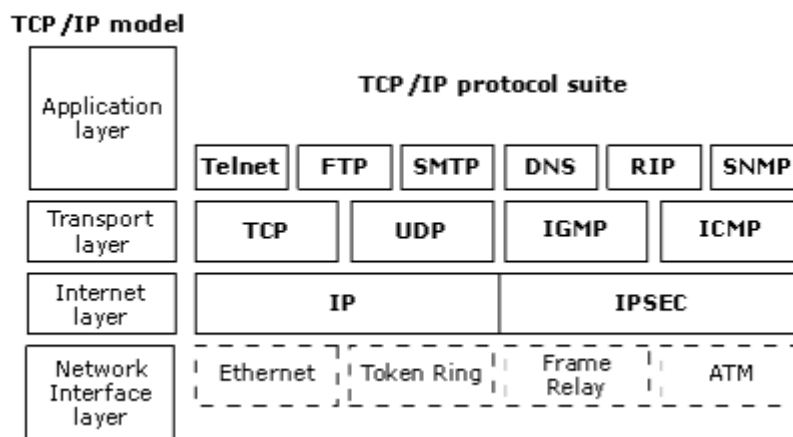 TCP/IP model
TCP/IP protocol suite
Application
layer
Telnet FTP SMTP DNS RIP SNMP
Transport
layer
TCP UDP IGMP ICMP
Internet
layer
IP IPSEC
Network
Interface
layer
Ethernet Token Ring Frame
Relay ATM